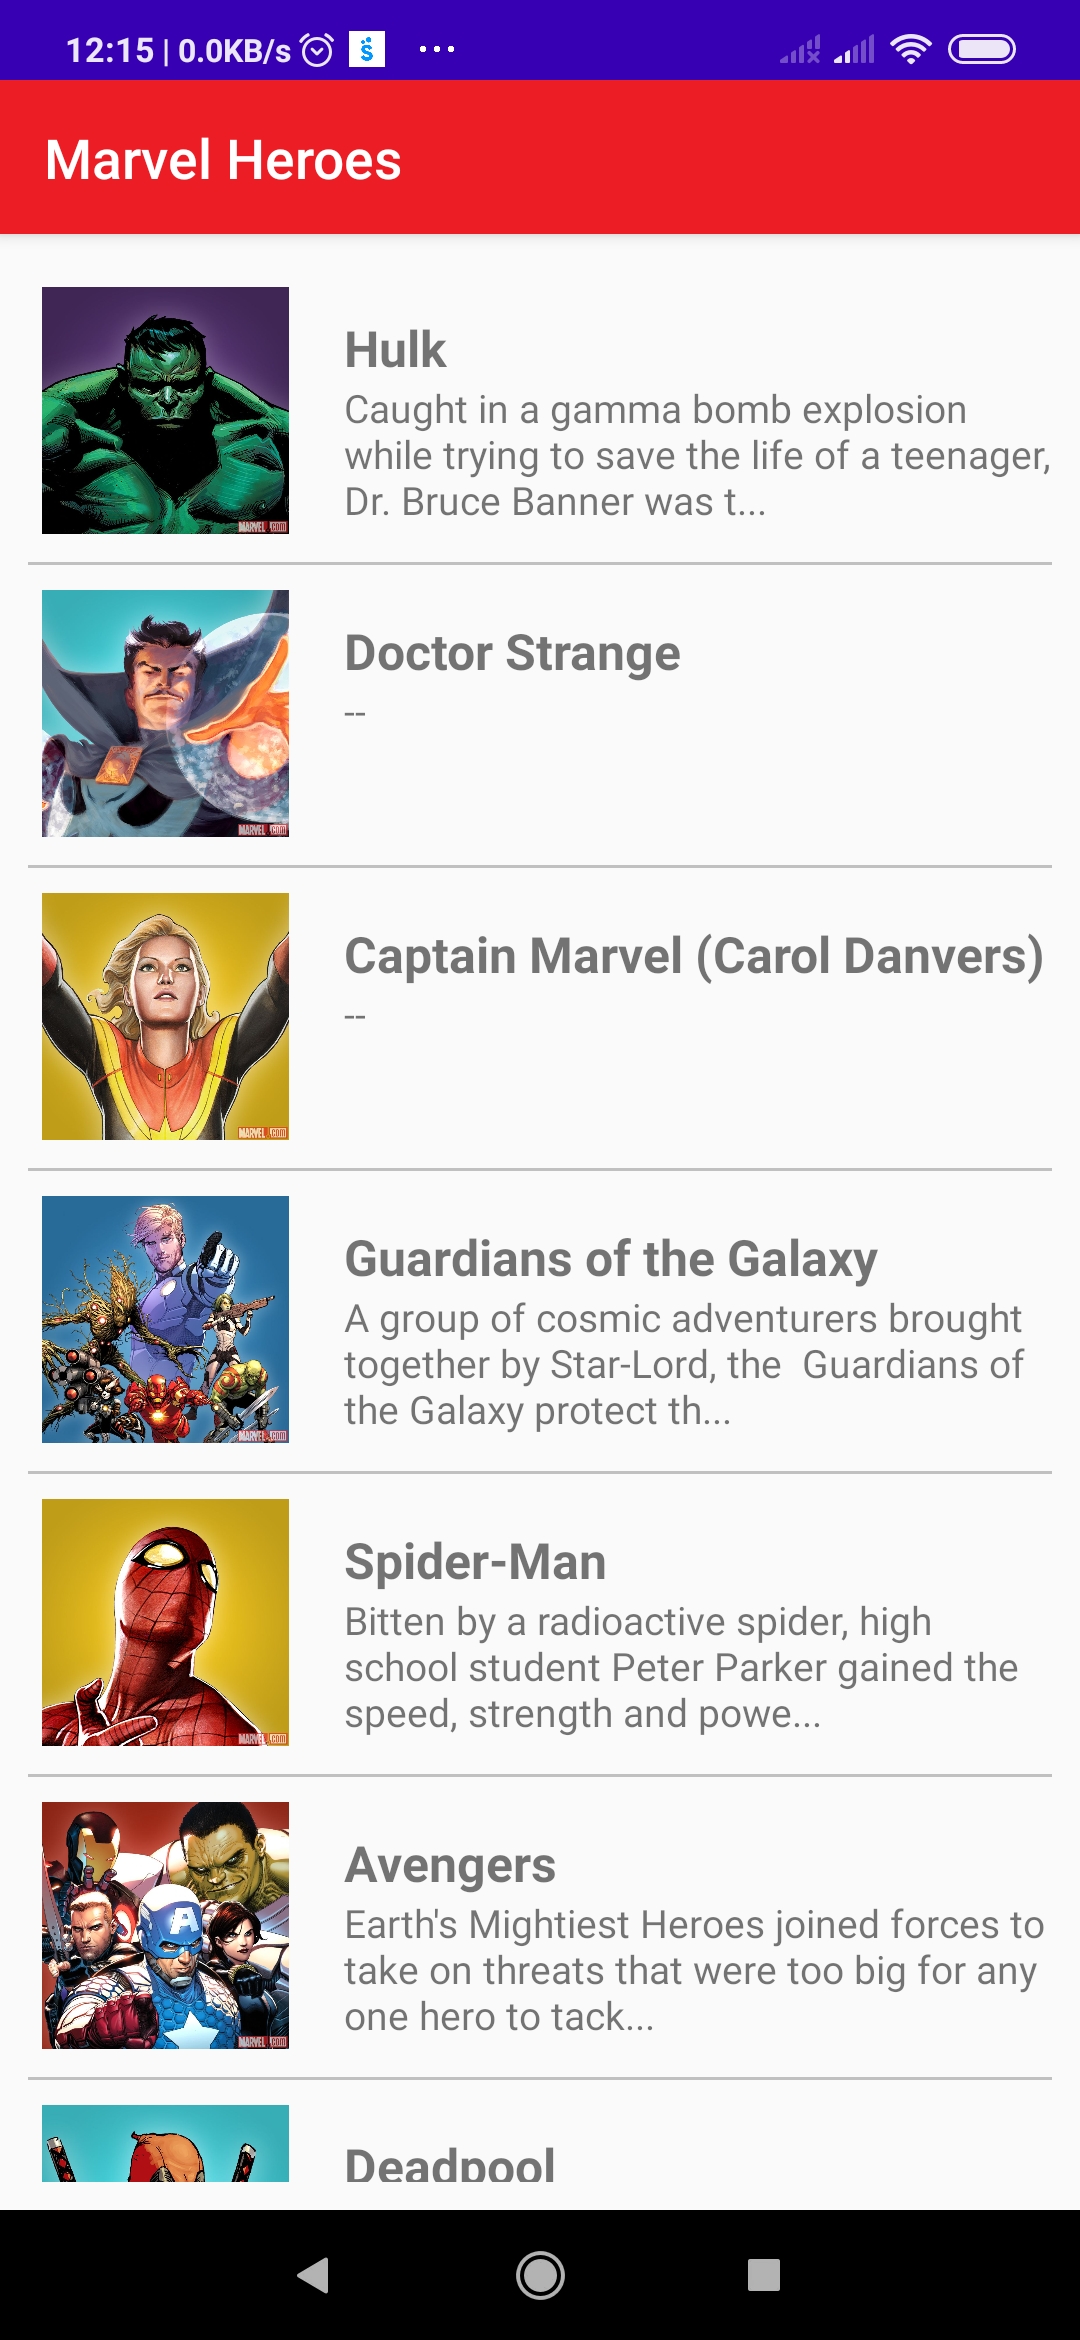 12:15 | 0.0KB/s
Marvel Heroes
Hulk
Caught in a gamma bomb explosion
while trying to save the life of a teenager,
Dr. Bruce Banner was t...
MARVEL.COM
Doctor Strange
--
MARVEL.COM
Captain Marvel (Carol Danvers)
--
MARVEL.COM
Guardians of the Galaxy
A group of cosmic adventurers brought
together by Star-Lord, the  Guardians of
the Galaxy protect th...
MARVEL.COM
Spider-Man
Bitten by a radioactive spider, high
school student Peter Parker gained the
speed, strength and powe...
MARVEL.COM
Avengers
Earth's Mightiest Heroes joined forces to
take on threats that were too big for any
one hero to tack...
A
MARVEL.COM
Deadpool